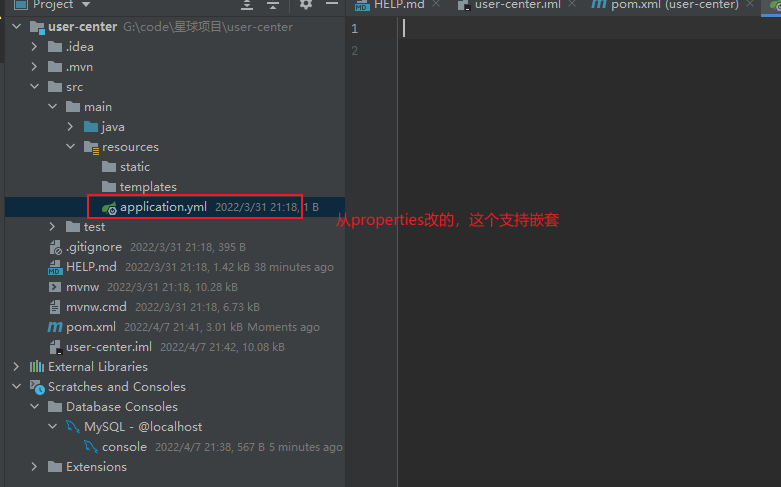 Project
HELP.md
user-center.iml
pom.xml (user-center)
user-center G:\code\星球项目\user-center
.idea
.mvn
src
main
java
resources
static
templates
application.yml 2022/3/31 21:18, 1 B
从properties改的，这个支持嵌套
test
.gitignore 2022/3/31 21:18, 395 B
HELP.md 2022/3/31 21:18, 1.42 kB 38 minutes ago
mvnw 2022/3/31 21:18, 10.28 kB
mvnw.cmd 2022/3/31 21:18, 6.73 kB
pom.xml 2022/4/7 21:41, 3.01 kB Moments ago
user-center.iml 2022/4/7 21:42, 10.08 kB
External Libraries
Scratches and Consoles
Database Consoles
MySQL - @localhost
console 2022/4/7 21:38, 567 B 5 minutes ago
Extensions
1
2